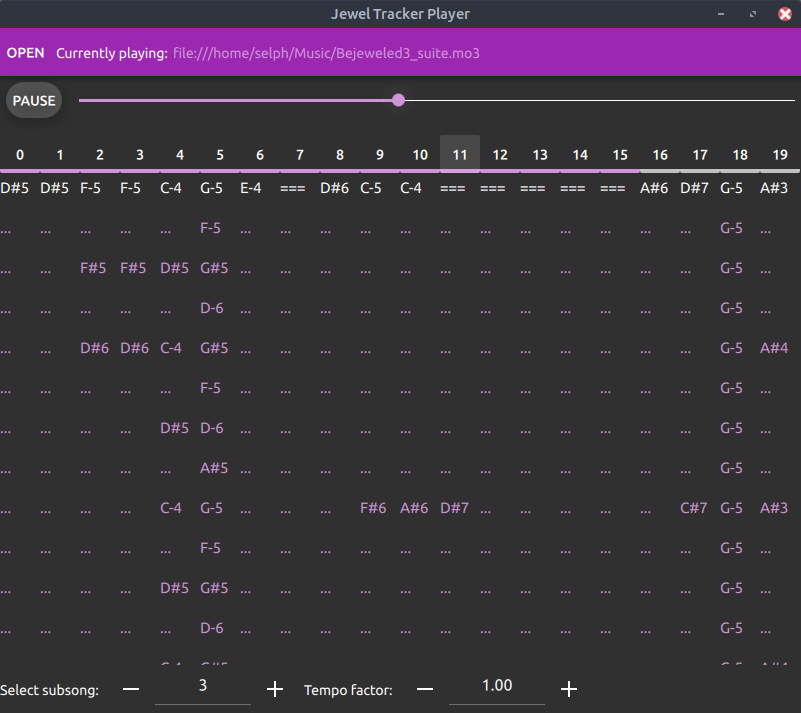 Jewel Tracker Player
OPEN Currently playing: file:///home/selph/Music/Bejeweled3_suite.mo3
PAUSE
0 1 2 3 4 5 6 7 8 9 10 11 12 13 14 15 16 17 18 19
D#5 D#5 F-5 F-5 C-4 G-5 E-4 === D#6 C-5 C-4 === === === === === A#6 D#7 G-5 A#3
... ... ... ... ... F-5 ... ... ... ... ... ... ... ... ... ... ... ... G-5 ...
... ... F#5 F#5 D#5 G#5 ... ... ... ... ... ... ... ... ... ... ... ... G-5 ...
... ... ... ... ... D-6 ... ... ... ... ... ... ... ... ... ... ... ... G-5 ...
... ... D#6 D#6 C-4 G#5 ... ... ... ... ... ... ... ... ... ... ... ... G-5 A#4
... ... ... ... ... F-5 ... ... ... ... ... ... ... ... ... ... ... ... G-5 ...
... ... ... ... D#5 D-6 ... ... ... ... ... ... ... ... ... ... ... ... G-5 ...
... ... ... ... ... A#5 ... ... ... ... ... ... ... ... ... ... ... ... G-5 ...
... ... ... ... C-4 G-5 ... ... ... F#6 A#6 D#7 ... ... ... ... ... C#7 G-5 A#3
... ... ... ... ... F-5 ... ... ... ... ... ... ... ... ... ... ... ... G-5 ...
... ... ... ... D#5 G#5 ... ... ... ... ... ... ... ... ... ... ... ... G-5 ...
... ... ... ... ... D-6 ... ... ... ... ... ... ... ... ... ... ... ... G-5 ...
Select subsong: — 3 + Tempo factor: — 1.00 +